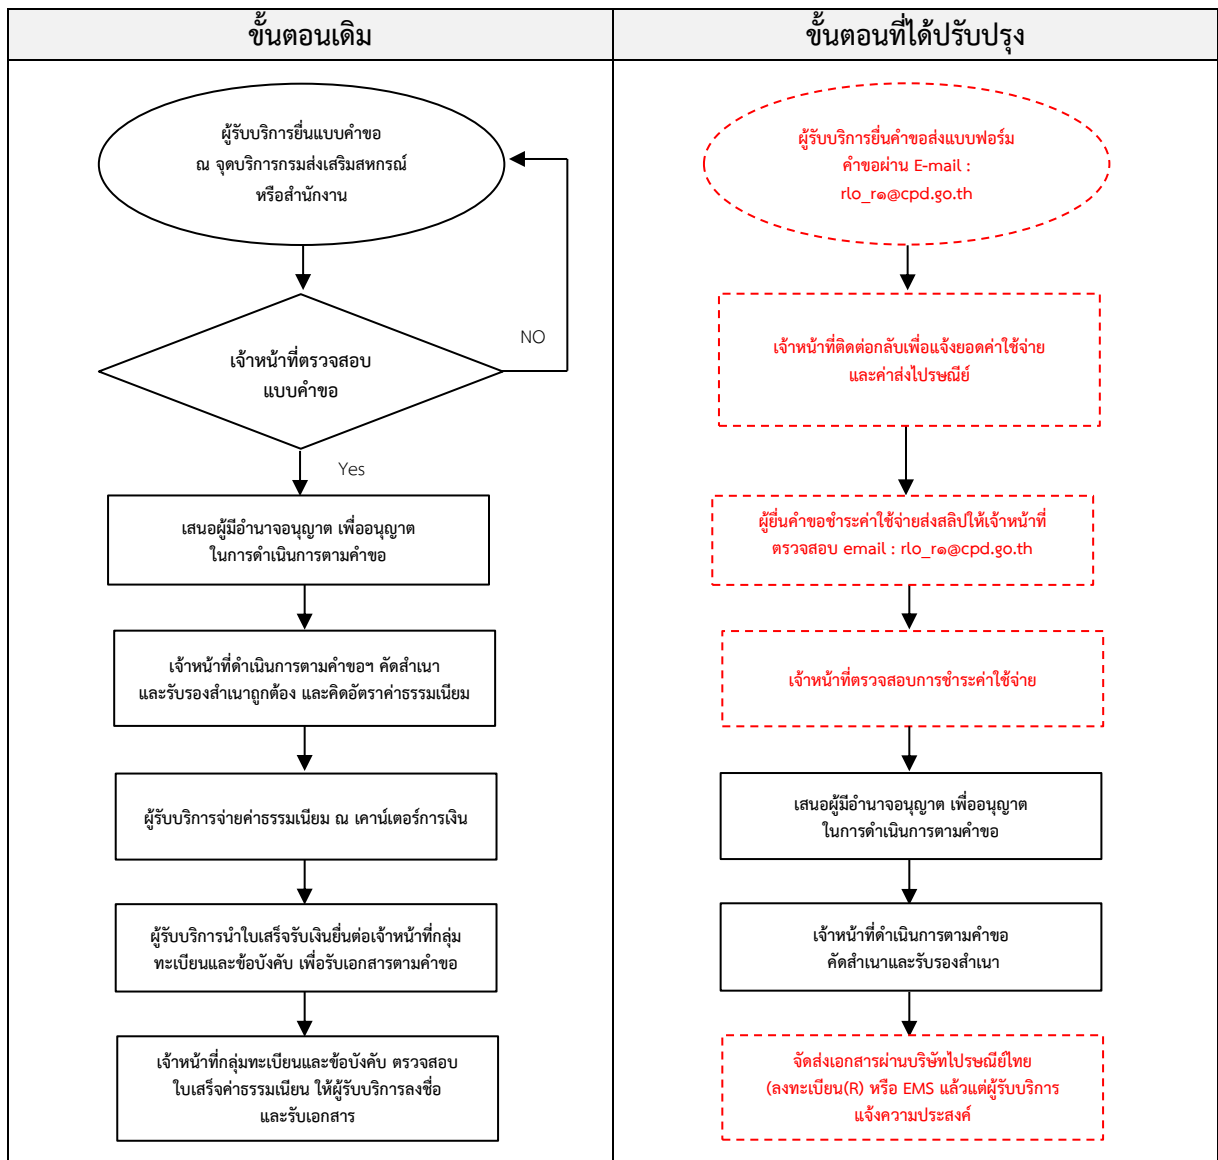 ขั้นตอนเดิม
ผู้รับบริการยื่นแบบคำขอ
ณ จุดบริการกรมส่งเสริมสหกรณ์
หรือสำนักงาน
เจ้าหน้าที่ตรวจสอบ
แบบคำขอ
NO
Yes
เสนอผู้มีอำนาจอนุญาต เพื่ออนุญาต
ในการดำเนินการตามคำขอ
เจ้าหน้าที่ดำเนินการตามคำขอฯ คัดสำเนา
และรับรองสำเนาถูกต้อง และคิดอัตราค่าธรรมเนียม
ผู้รับบริการจ่ายค่าธรรมเนียม ณ เคาน์เตอร์การเงิน
ผู้รับบริการนำใบเสร็จรับเงินยื่นต่อเจ้าหน้าที่กลุ่ม
ทะเบียนและข้อบังคับ เพื่อรับเอกสารตามคำขอ
เจ้าหน้าที่กลุ่มทะเบียนและข้อบังคับ ตรวจสอบ
ใบเสร็จค่าธรรมเนียน ให้ผู้รับบริการลงชื่อ
และรับเอกสาร
ขั้นตอนที่ได้ปรับปรุง
ผู้รับบริการยื่นคำขอส่งแบบฟอร์ม
คำขอผ่าน E-mail :
rlo_r๑@cpd.go.th
เจ้าหน้าที่ติดต่อกลับเพื่อแจ้งยอดค่าใช้จ่าย
และค่าส่งไปรษณีย์
ผู้ยื่นคำขอชำระค่าใช้จ่ายส่งสลิปให้เจ้าหน้าที่
ตรวจสอบ email : rlo_r๑@cpd.go.th
เจ้าหน้าที่ตรวจสอบการชำระค่าใช้จ่าย
เสนอผู้มีอำนาจอนุญาต เพื่ออนุญาต
ในการดำเนินการตามคำขอ
เจ้าหน้าที่ดำเนินการตามคำขอ
คัดสำเนาและรับรองสำเนา
จัดส่งเอกสารผ่านบริษัทไปรษณีย์ไทย
(ลงทะเบียน(R) หรือ EMS แล้วแต่ผู้รับบริการ
แจ้งความประสงค์